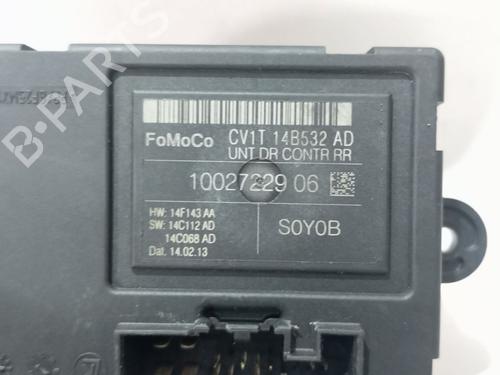 FoMoCo CV1T 14B532 AD
UNT DR CONTR RR
10027229 06
HW: 14F143 AA
SW: 14C112 AD
14C068 AD
Dat. 14.02.13
S0Y0B
B-PARTS